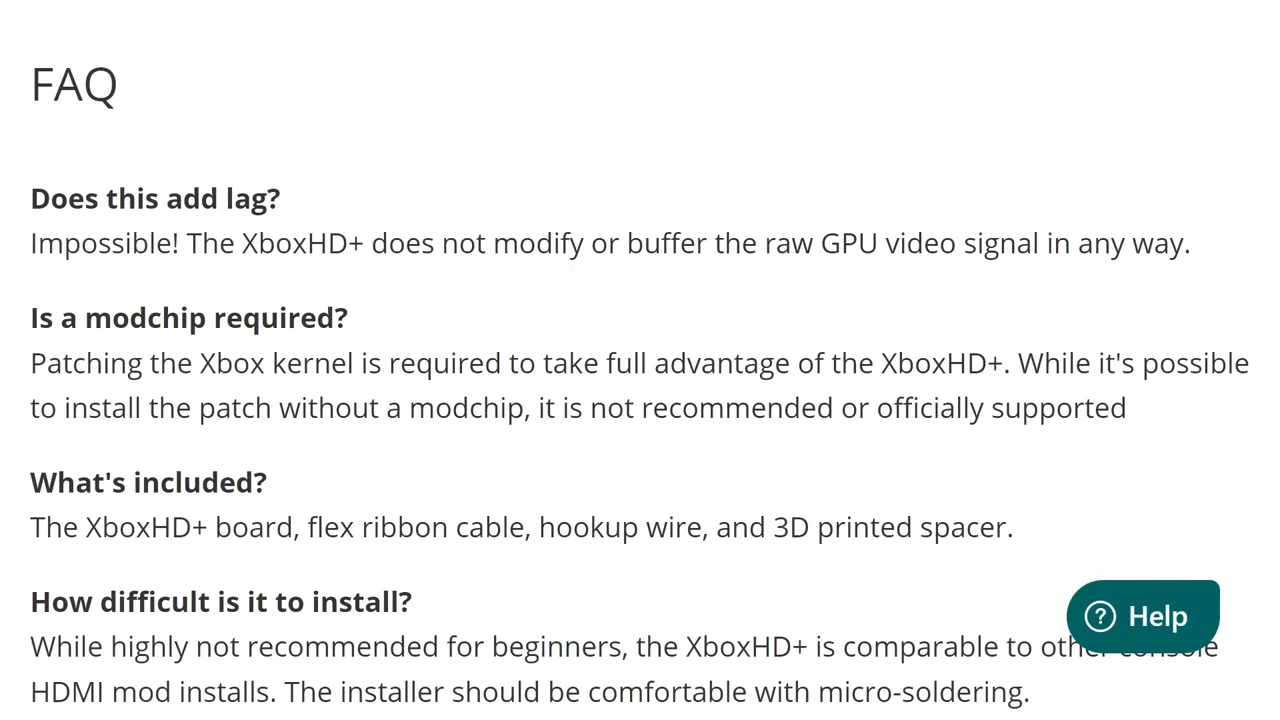 FAQ
Does this add lag?
Impossible! The XboxHD+ does not modify or buffer the raw GPU video signal in any way.
Is a modchip required?
Patching the Xbox kernel is required to take full advantage of the XboxHD+. While it's possible
to install the patch without a modchip, it is not recommended or officially supported
What's included?
The XboxHD+ board, flex ribbon cable, hookup wire, and 3D printed spacer.
How difficult is it to install?
While highly not recommended for beginners, the XboxHD+ is comparable to other console
HDMI mod installs. The installer should be comfortable with micro-soldering.
Help